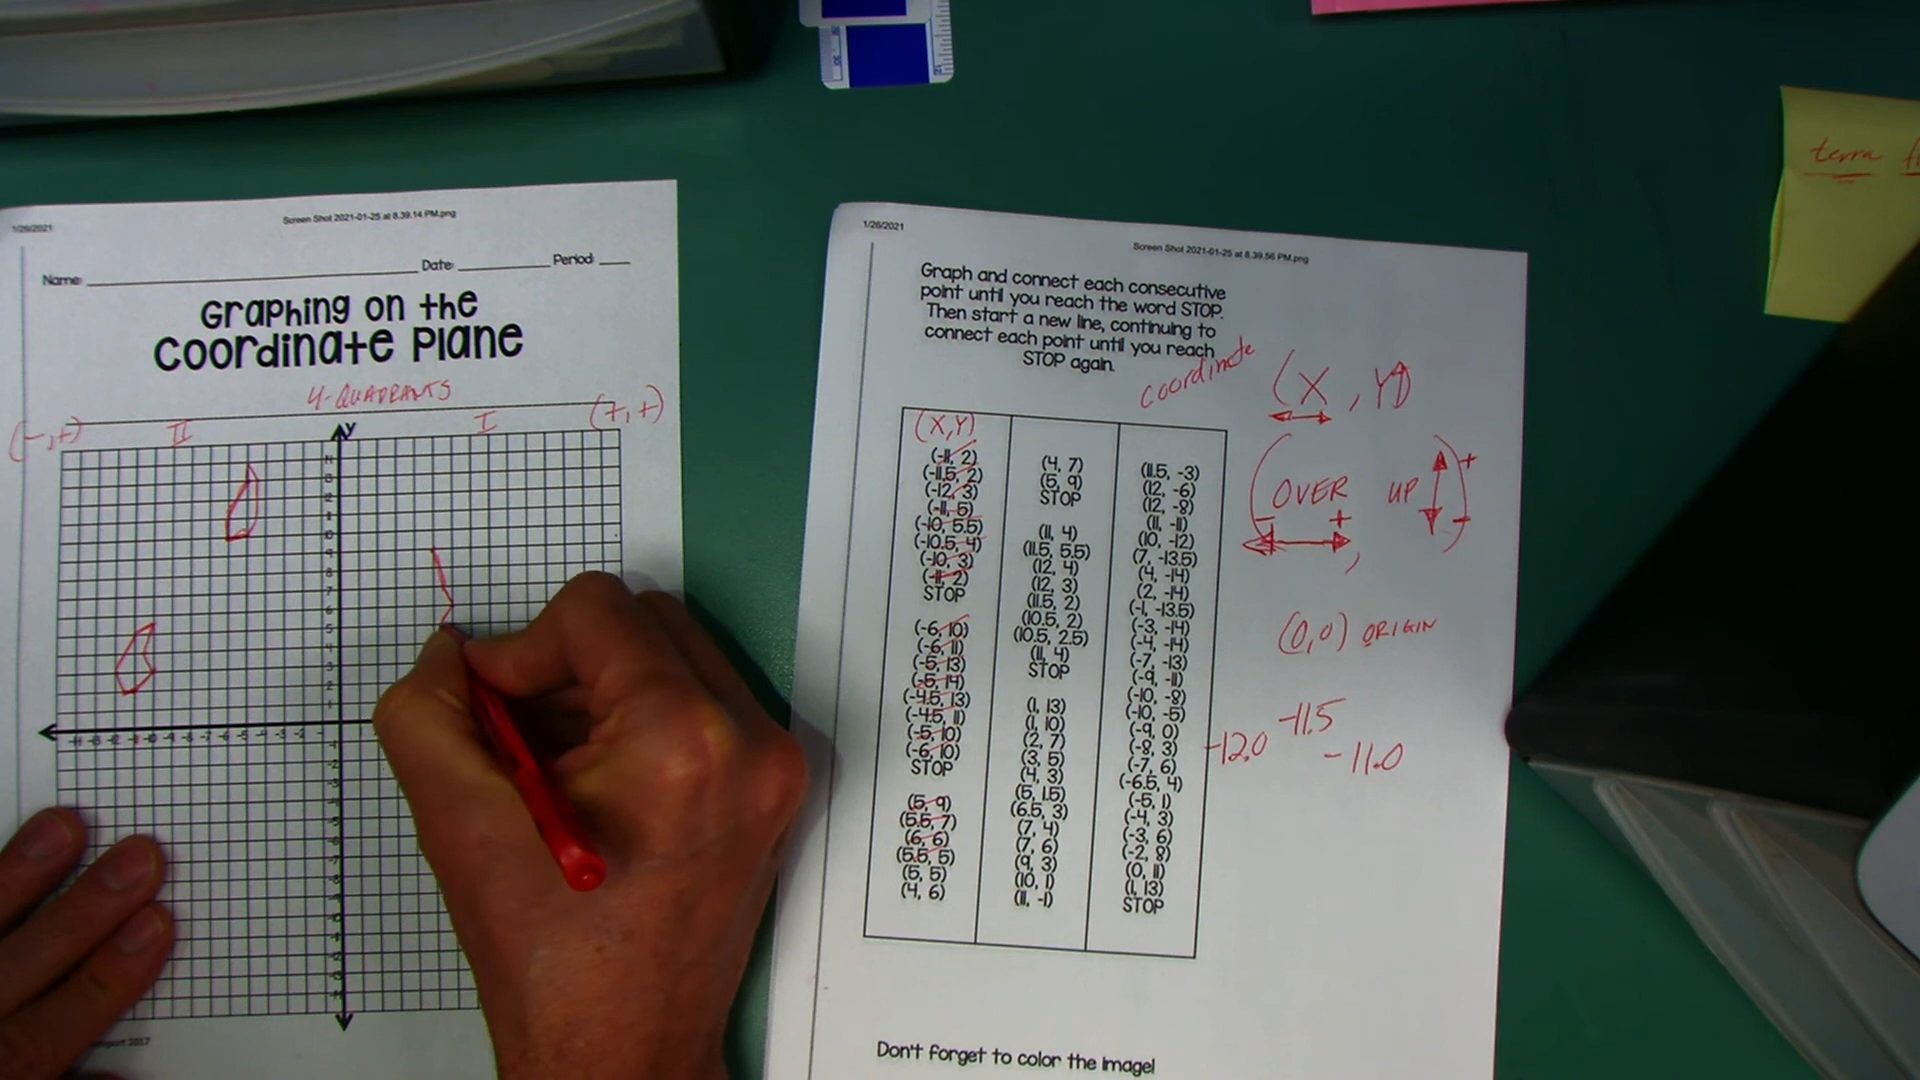 1/26/2021
Screen Shot 2021-01-25 at 8.39.14 PM.png
Name: Date: Period:
Graphing on the
Coordinate Plane
4-QUADRANTS
(-,+) II I (+,+)
y
1/26/2021
Screen Shot 2021-01-25 at 8.39.56 PM.png
Graph and connect each consecutive
point until you reach the word STOP.
Then start a new line, continuing to
connect each point until you reach
STOP again.
coordinate
(X,Y)
(-11, 2)
(-11.5, 2)
(-12, 3)
(-11, 5)
(-10, 5.5)
(-10.5, 4)
(-10, 3)
(-11, 2)
STOP
(-6, 10)
(-6, 11)
(-5, 13)
(-5, 14)
(-4.5, 13)
(-4.5, 11)
(-5, 10)
(-6, 10)
STOP
(5, 9)
(5.5, 7)
(6, 6)
(5.5, 5)
(5, 5)
(4, 6)
(4, 7)
(5, 9)
STOP
(11, 4)
(11.5, 5.5)
(12, 4)
(12, 3)
(11.5, 2)
(10.5, 2)
(10.5, 2.5)
(11, 4)
STOP
(1, 13)
(1, 10)
(2, 7)
(3, 5)
(4, 3)
(5, 1.5)
(6.5, 3)
(7, 4)
(7, 6)
(9, 3)
(10, 1)
(11, -1)
(11.5, -3)
(12, -6)
(12, -8)
(11, -11)
(10, -12)
(7, -13.5)
(4, -14)
(2, -14)
(-1, -13.5)
(-3, -14)
(-4, -14)
(-7, -13)
(-9, -11)
(-10, -8)
(-10, -5)
(-9, 0)
(-8, 3)
(-7, 6)
(-6.5, 4)
(-5, 1)
(-4, 3)
(-3, 6)
(-2, 8)
(0, 11)
(1, 13)
STOP
(X, Y)
(OVER, UP)
- + + -
(0,0) ORIGIN
-12.0 -11.5 -11.0
Don't forget to color the image!
terra